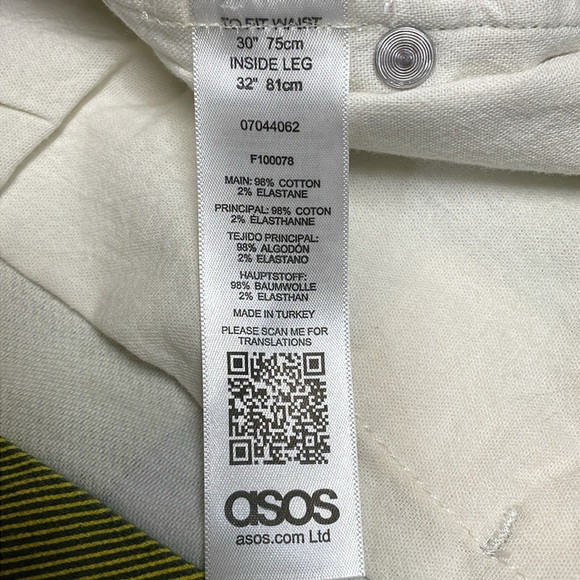 TO FIT WAIST
30" 75cm
INSIDE LEG
32" 81cm
07044062
F100078
MAIN: 98% COTTON
2% ELASTANE
PRINCIPAL: 98% COTON
2% ÉLASTHANNE
TEJIDO PRINCIPAL:
98% ALGODÓN
2% ELASTANO
HAUPTSTOFF:
98% BAUMWOLLE
2% ELASTHAN
MADE IN TURKEY
PLEASE SCAN ME FOR
TRANSLATIONS
asos
asos.com Ltd